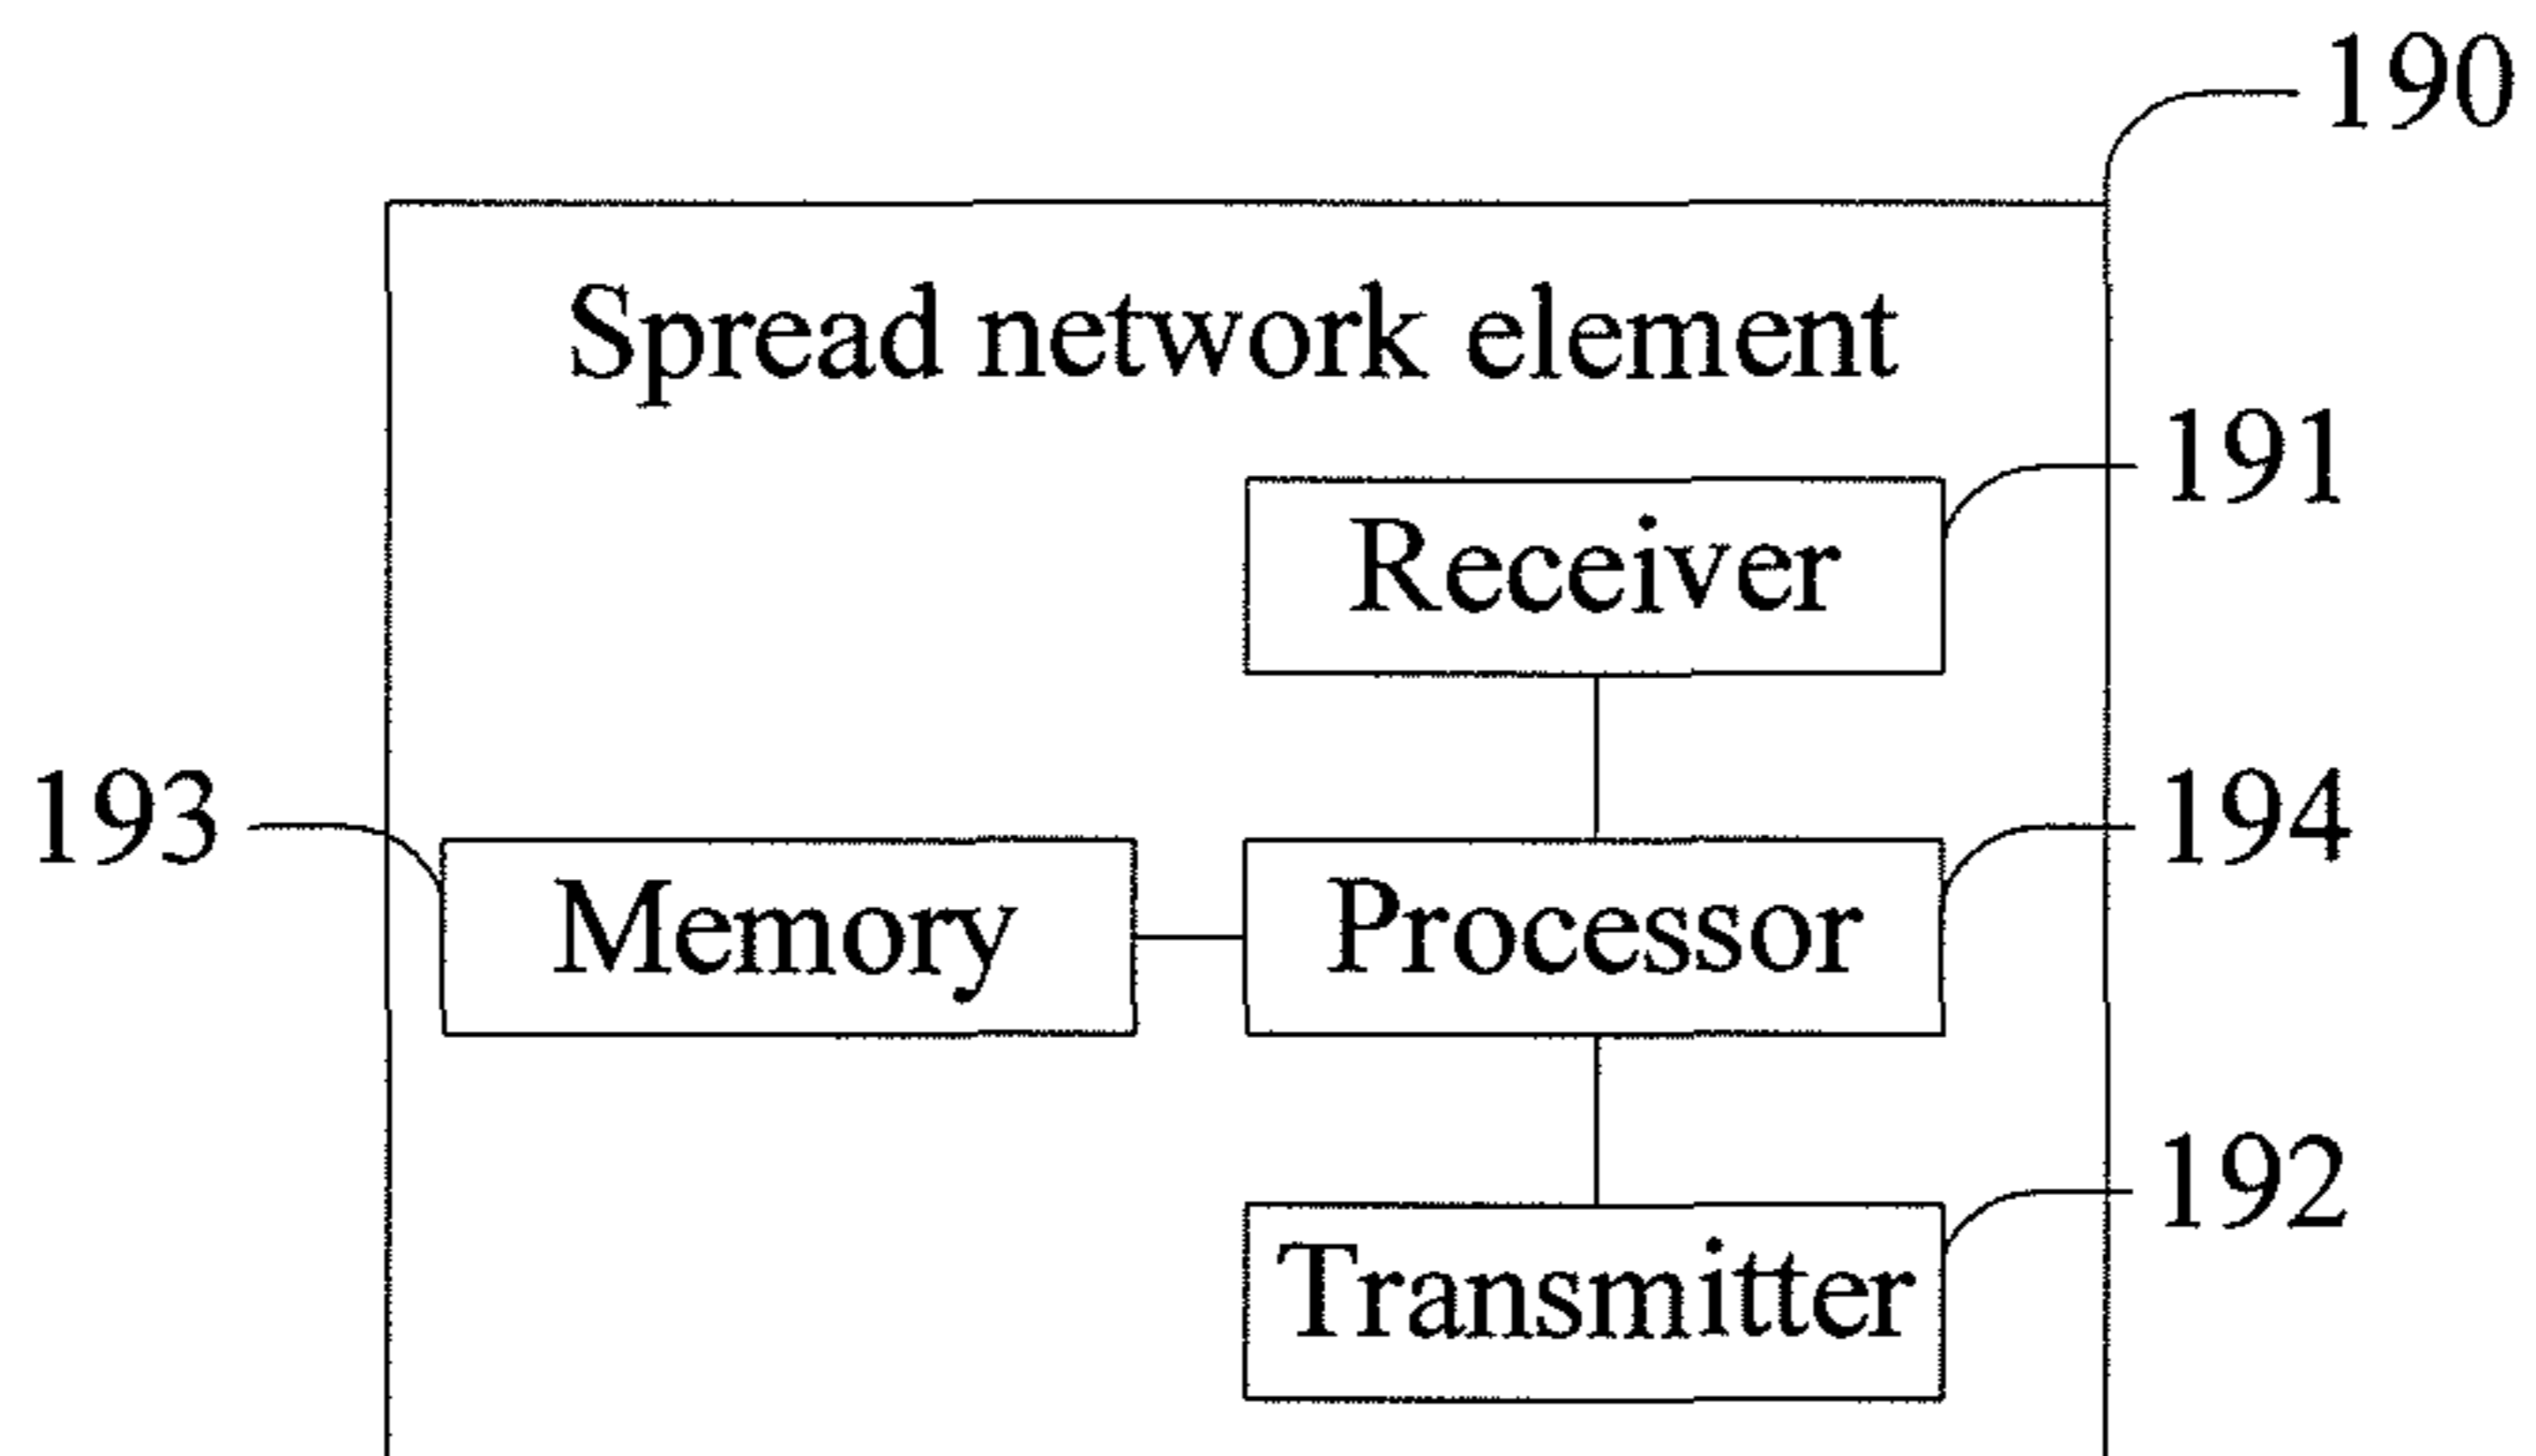 190
Spread network element
191
Receiver
193
194
Memory
Processor
192
Transmitter